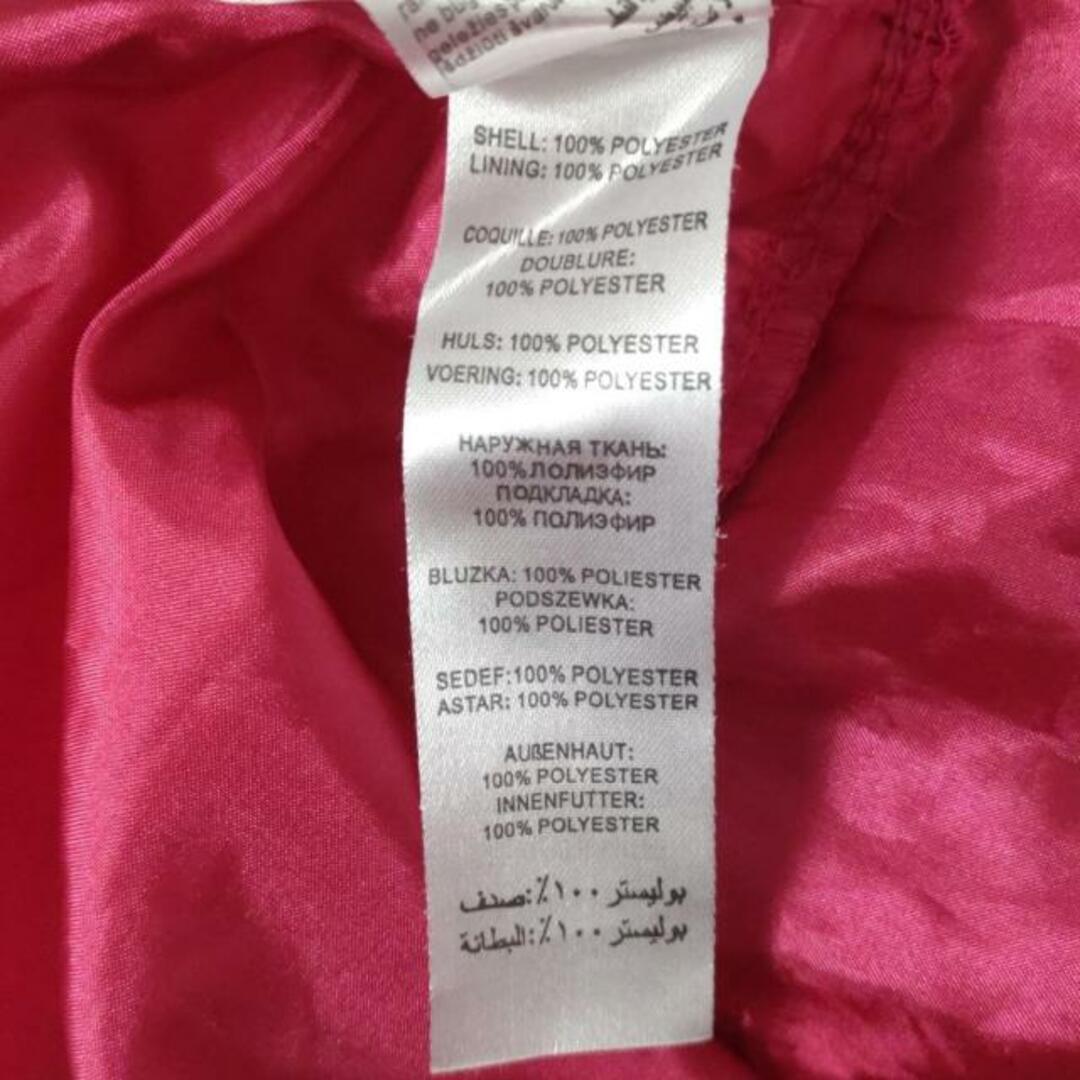 SHELL: 100% POLYESTER
LINING: 100% POLYESTER
COQUILLE: 100% POLYESTER
DOUBLURE:
100% POLYESTER
HULS: 100% POLYESTER
VOERING: 100% POLYESTER
НАРУЖНАЯ ТКАНЬ:
100%ЛОЛИЭФИР
ПОДКЛАДКА:
100% ПОЛИЭФИР
BLUZKA: 100% POLIESTER
PODSZEWKA:
100% POLIESTER
SEDEF:100% POLYESTER
ASTAR: 100% POLYESTER
AUßENHAUT:
100% POLYESTER
INNENFUTTER:
100% POLYESTER
بوليستر ١٠٠٪:صدف
بوليستر ١٠٠٪:البطانة